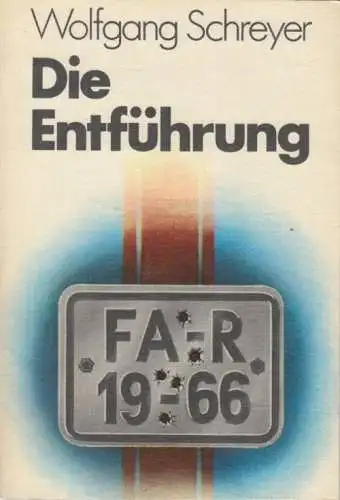 Wolfgang Schreyer
Die
Entführung
FA-R
19-66